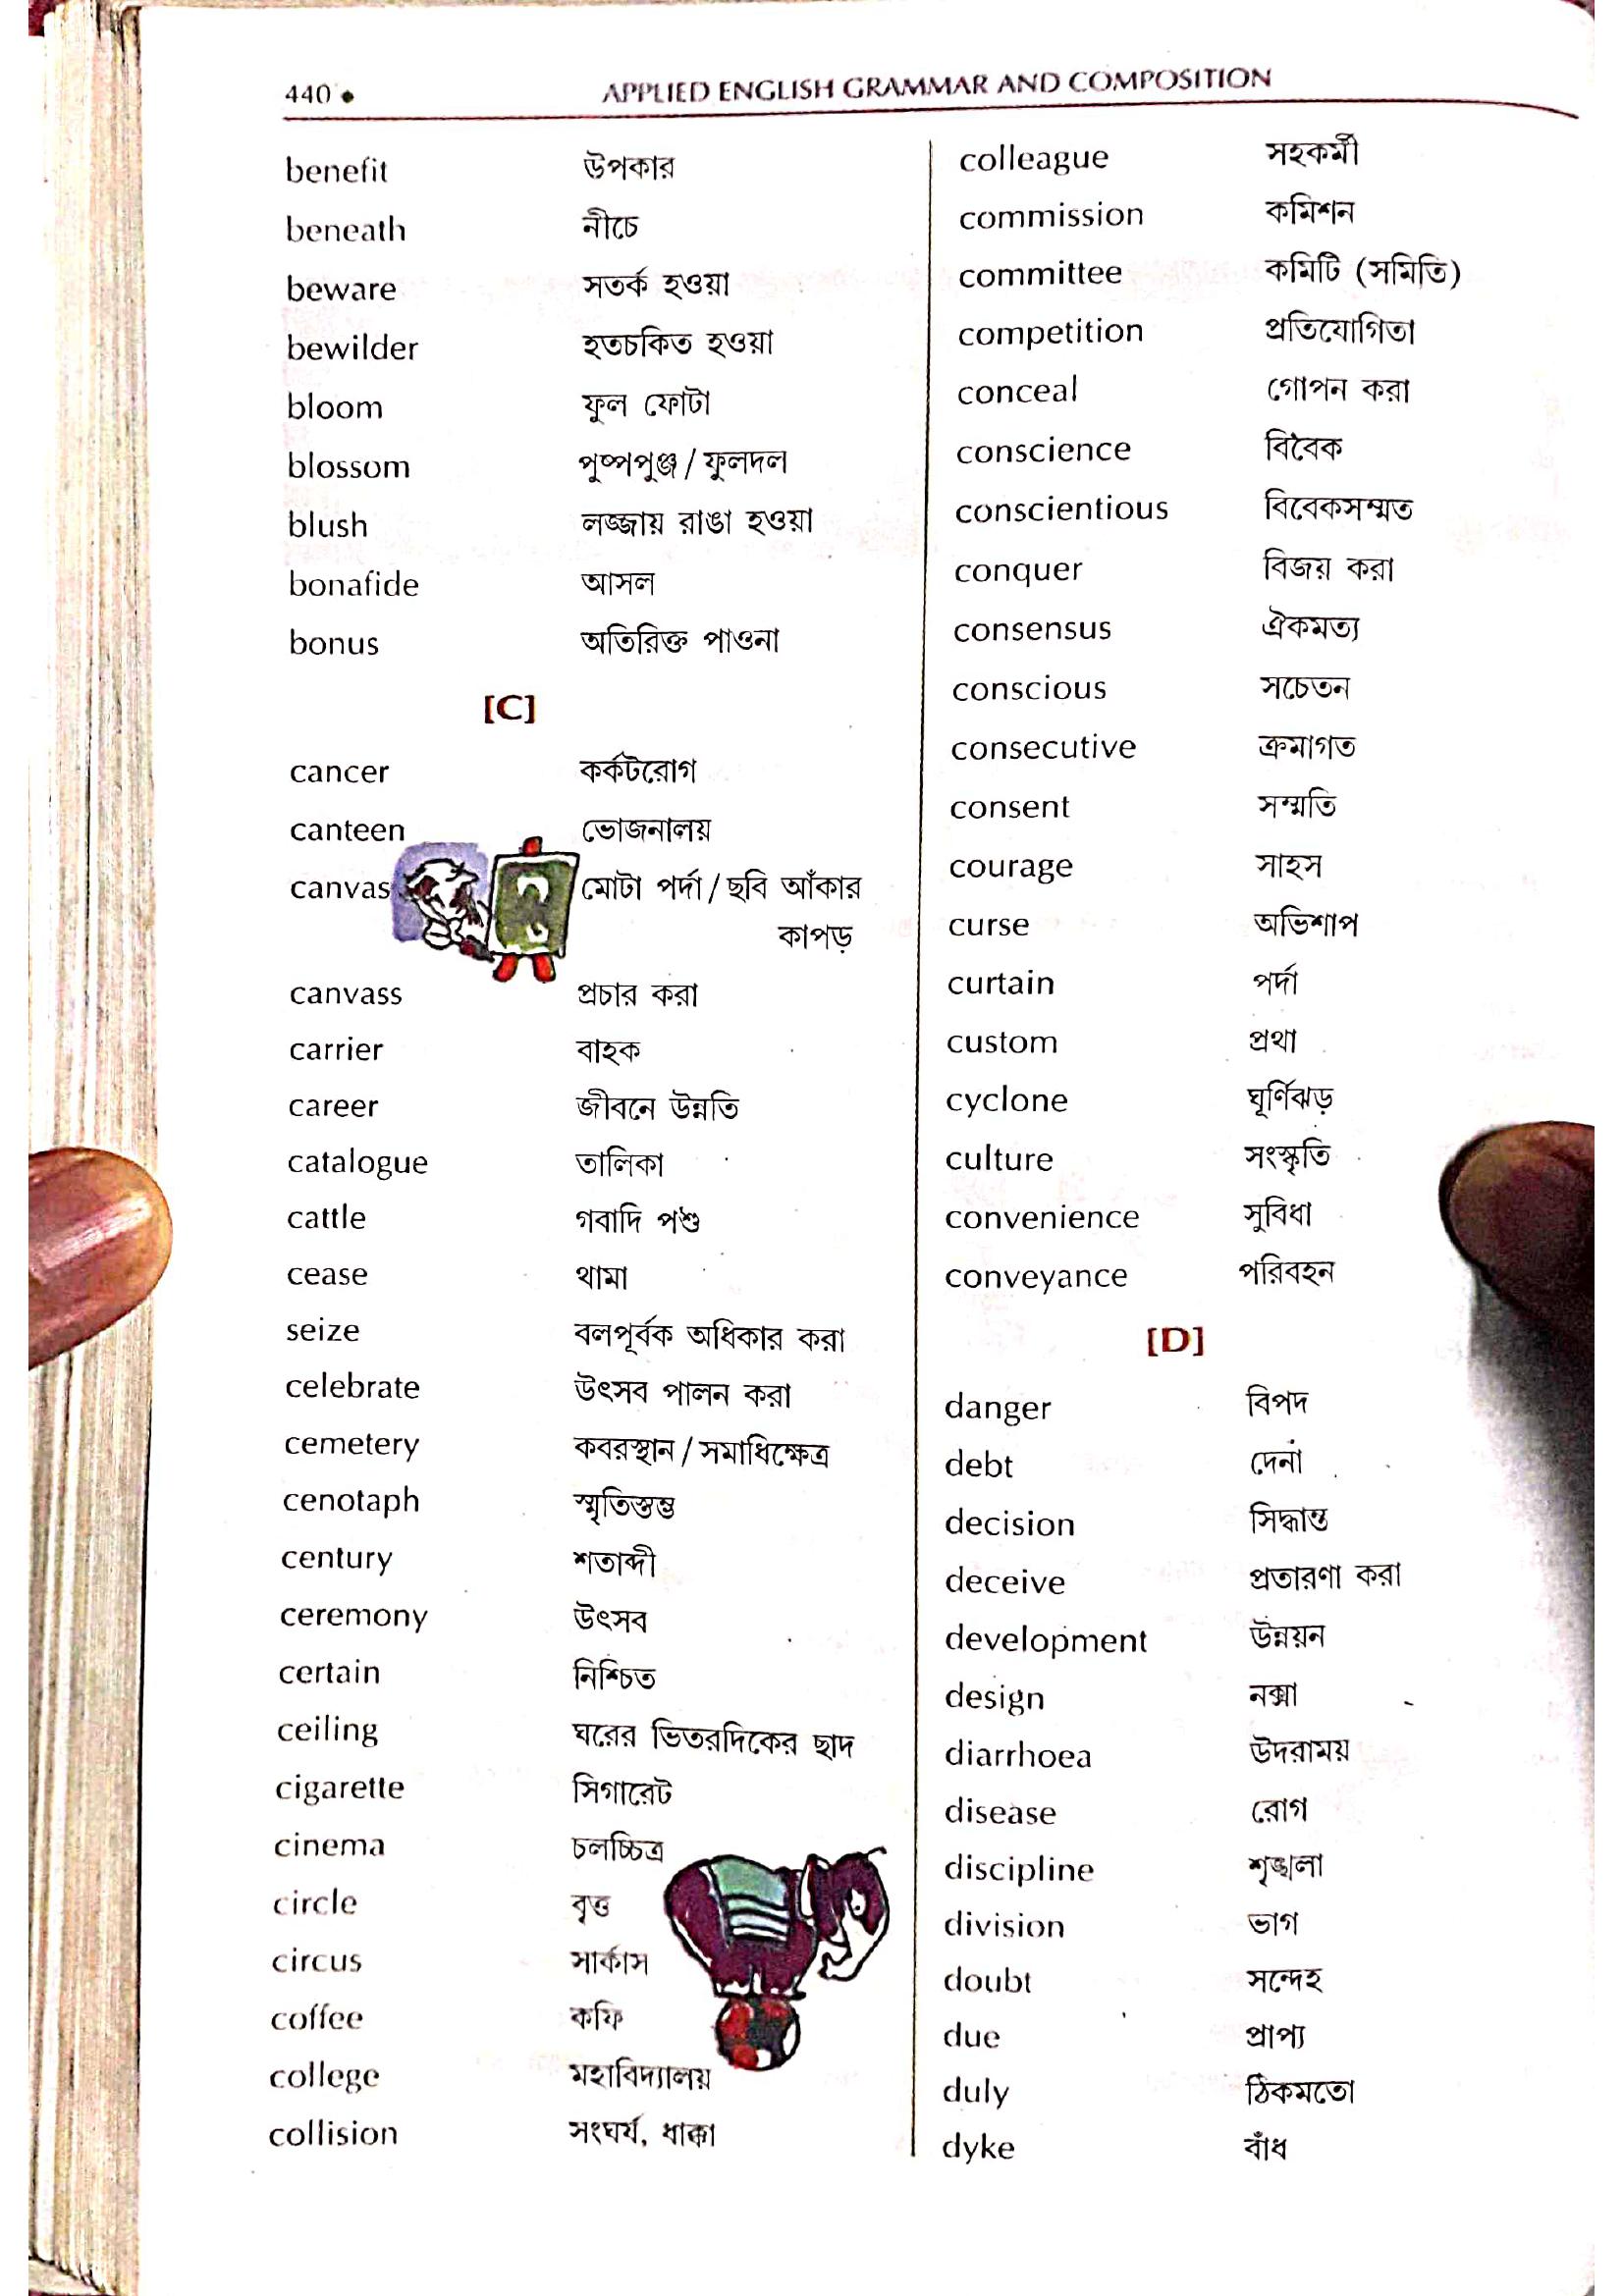 440 ◆ APPLIED ENGLISH GRAMMAR AND COMPOSITION
benefit উপকার
beneath নীচে
beware সতর্ক হওয়া
bewilder হতচকিত হওয়া
bloom ফুল ফোটা
blossom পুষ্পপুঞ্জ / ফুলদল
blush লজ্জায় রাঙা হওয়া
bonafide আসল
bonus অতিরিক্ত পাওনা
[C]
cancer কর্কটরোগ
canteen ভোজনালয়
canvas মোটা পর্দা / ছবি আঁকার
কাপড়
canvass প্রচার করা
carrier বাহক
career জীবনে উন্নতি
catalogue তালিকা
cattle গবাদি পশু
cease থামা
seize বলপূর্বক অধিকার করা
celebrate উৎসব পালন করা
cemetery কবরস্থান / সমাধিক্ষেত্র
cenotaph স্মৃতিস্তম্ভ
century শতাব্দী
ceremony উৎসব
certain নিশ্চিত
ceiling ঘরের ভিতরদিকের ছাদ
cigarette সিগারেট
cinema চলচ্চিত্র
circle বৃত্ত
circus সার্কাস
coffee কফি
college মহাবিদ্যালয়
collision সংঘর্ষ, ধাক্কা
colleague সহকর্মী
commission কমিশন
committee কমিটি (সমিতি)
competition প্রতিযোগিতা
conceal গোপন করা
conscience বিবেক
conscientious বিবেকসম্মত
conquer বিজয় করা
consensus ঐকমত্য
conscious সচেতন
consecutive ক্রমাগত
consent সম্মতি
courage সাহস
curse অভিশাপ
curtain পর্দা
custom প্রথা
cyclone ঘূর্ণিঝড়
culture সংস্কৃতি
convenience সুবিধা
conveyance পরিবহন
[D]
danger বিপদ
debt দেনা
decision সিদ্ধান্ত
deceive প্রতারণা করা
development উন্নয়ন
design নক্সা
diarrhoea উদরাময়
disease রোগ
discipline শৃঙ্খলা
division ভাগ
doubt সন্দেহ
due প্রাপ্য
duly ঠিকমতো
dyke বাঁধ